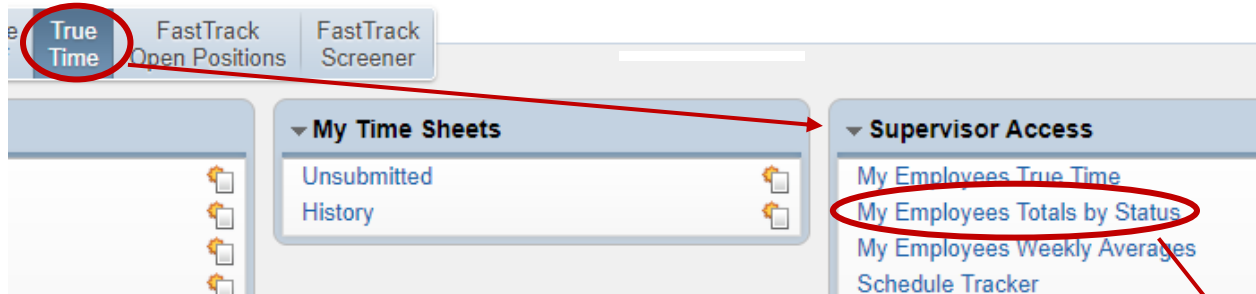 True Time
FastTrack Open Positions
FastTrack Screener
My Time Sheets
Unsubmitted
History
Supervisor Access
My Employees True Time
My Employees Totals by Status
My Employees Weekly Averages
Schedule Tracker